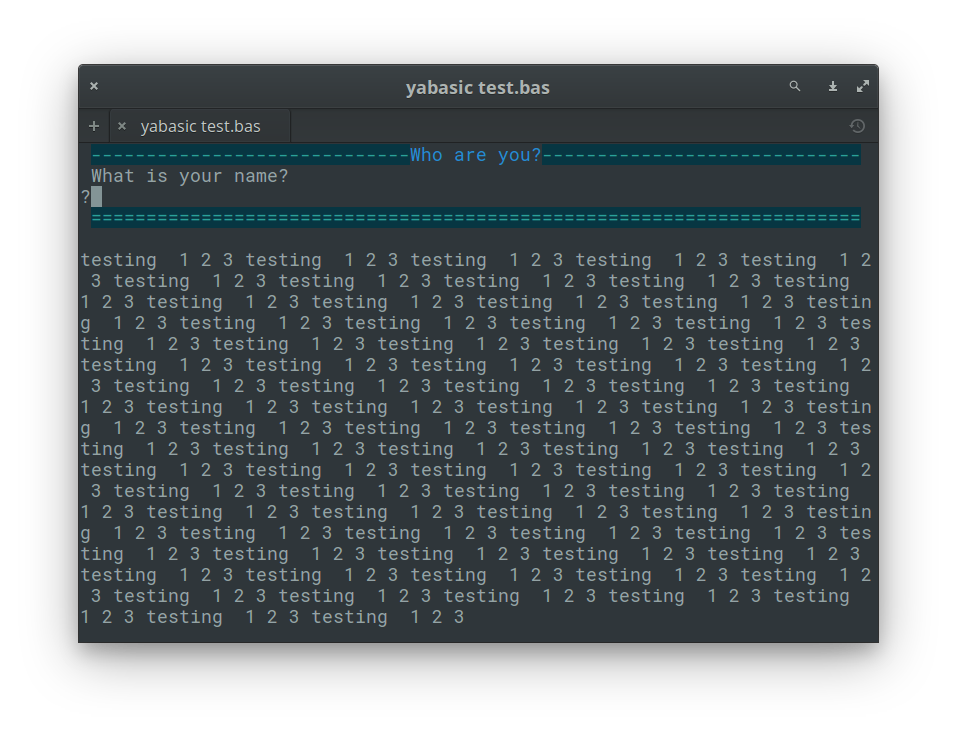 yabasic test.bas
yabasic test.bas
-----------------------------Who are you?-----------------------------
What is your name?
?
======================================================================
testing  1 2 3 testing  1 2 3 testing  1 2 3 testing  1 2 3 testing  1 2
 3 testing  1 2 3 testing  1 2 3 testing  1 2 3 testing  1 2 3 testing
1 2 3 testing  1 2 3 testing  1 2 3 testing  1 2 3 testing  1 2 3 testin
g  1 2 3 testing  1 2 3 testing  1 2 3 testing  1 2 3 testing  1 2 3 tes
ting  1 2 3 testing  1 2 3 testing  1 2 3 testing  1 2 3 testing  1 2 3
testing  1 2 3 testing  1 2 3 testing  1 2 3 testing  1 2 3 testing  1 2
 3 testing  1 2 3 testing  1 2 3 testing  1 2 3 testing  1 2 3 testing
1 2 3 testing  1 2 3 testing  1 2 3 testing  1 2 3 testing  1 2 3 testin
g  1 2 3 testing  1 2 3 testing  1 2 3 testing  1 2 3 testing  1 2 3 tes
ting  1 2 3 testing  1 2 3 testing  1 2 3 testing  1 2 3 testing  1 2 3
testing  1 2 3 testing  1 2 3 testing  1 2 3 testing  1 2 3 testing  1 2
 3 testing  1 2 3 testing  1 2 3 testing  1 2 3 testing  1 2 3 testing
1 2 3 testing  1 2 3 testing  1 2 3 testing  1 2 3 testing  1 2 3 testin
g  1 2 3 testing  1 2 3 testing  1 2 3 testing  1 2 3 testing  1 2 3 tes
ting  1 2 3 testing  1 2 3 testing  1 2 3 testing  1 2 3 testing  1 2 3
testing  1 2 3 testing  1 2 3 testing  1 2 3 testing  1 2 3 testing  1 2
 3 testing  1 2 3 testing  1 2 3 testing  1 2 3 testing  1 2 3 testing
1 2 3 testing  1 2 3 testing  1 2 3